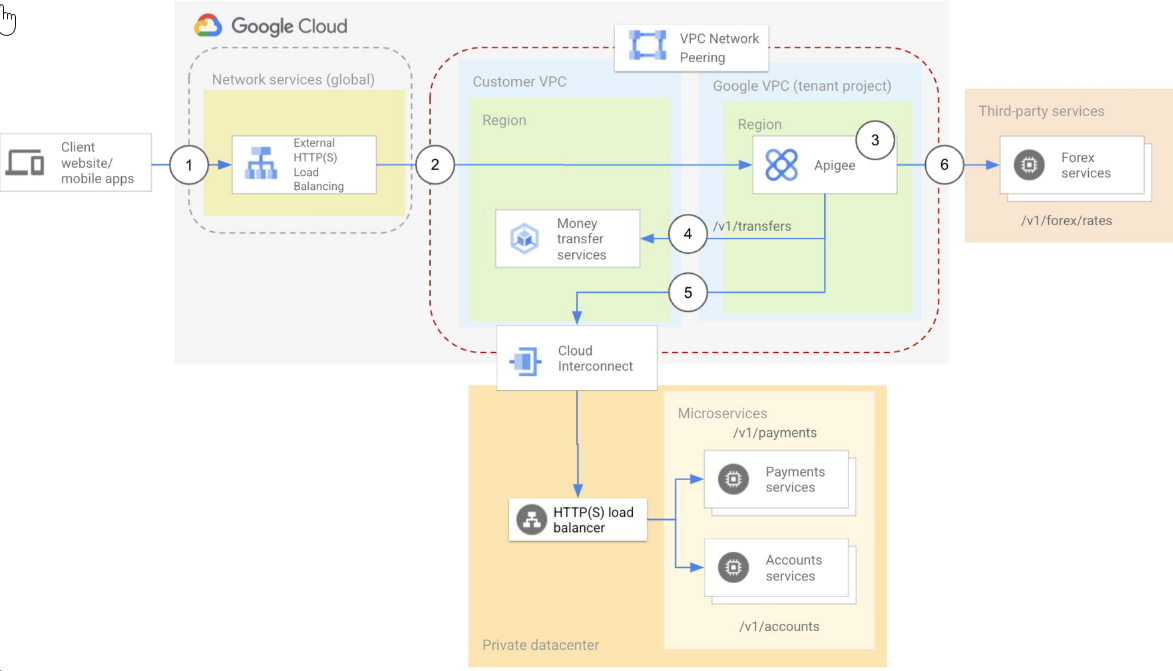 Google Cloud
VPC Network
Peering
Network services (global)
Customer VPC
Google VPC (tenant project)
Region
Region
Third-party services
Client
website/
mobile apps
1
External
HTTP(S)
Load
Balancing
2
3
Apigee
6
Forex
services
/v1/forex/rates
Money
transfer
services
4
/v1/transfers
5
Cloud
Interconnect
Microservices
/v1/payments
Payments
services
HTTP(S) load
balancer
Accounts
services
/v1/accounts
Private datacenter